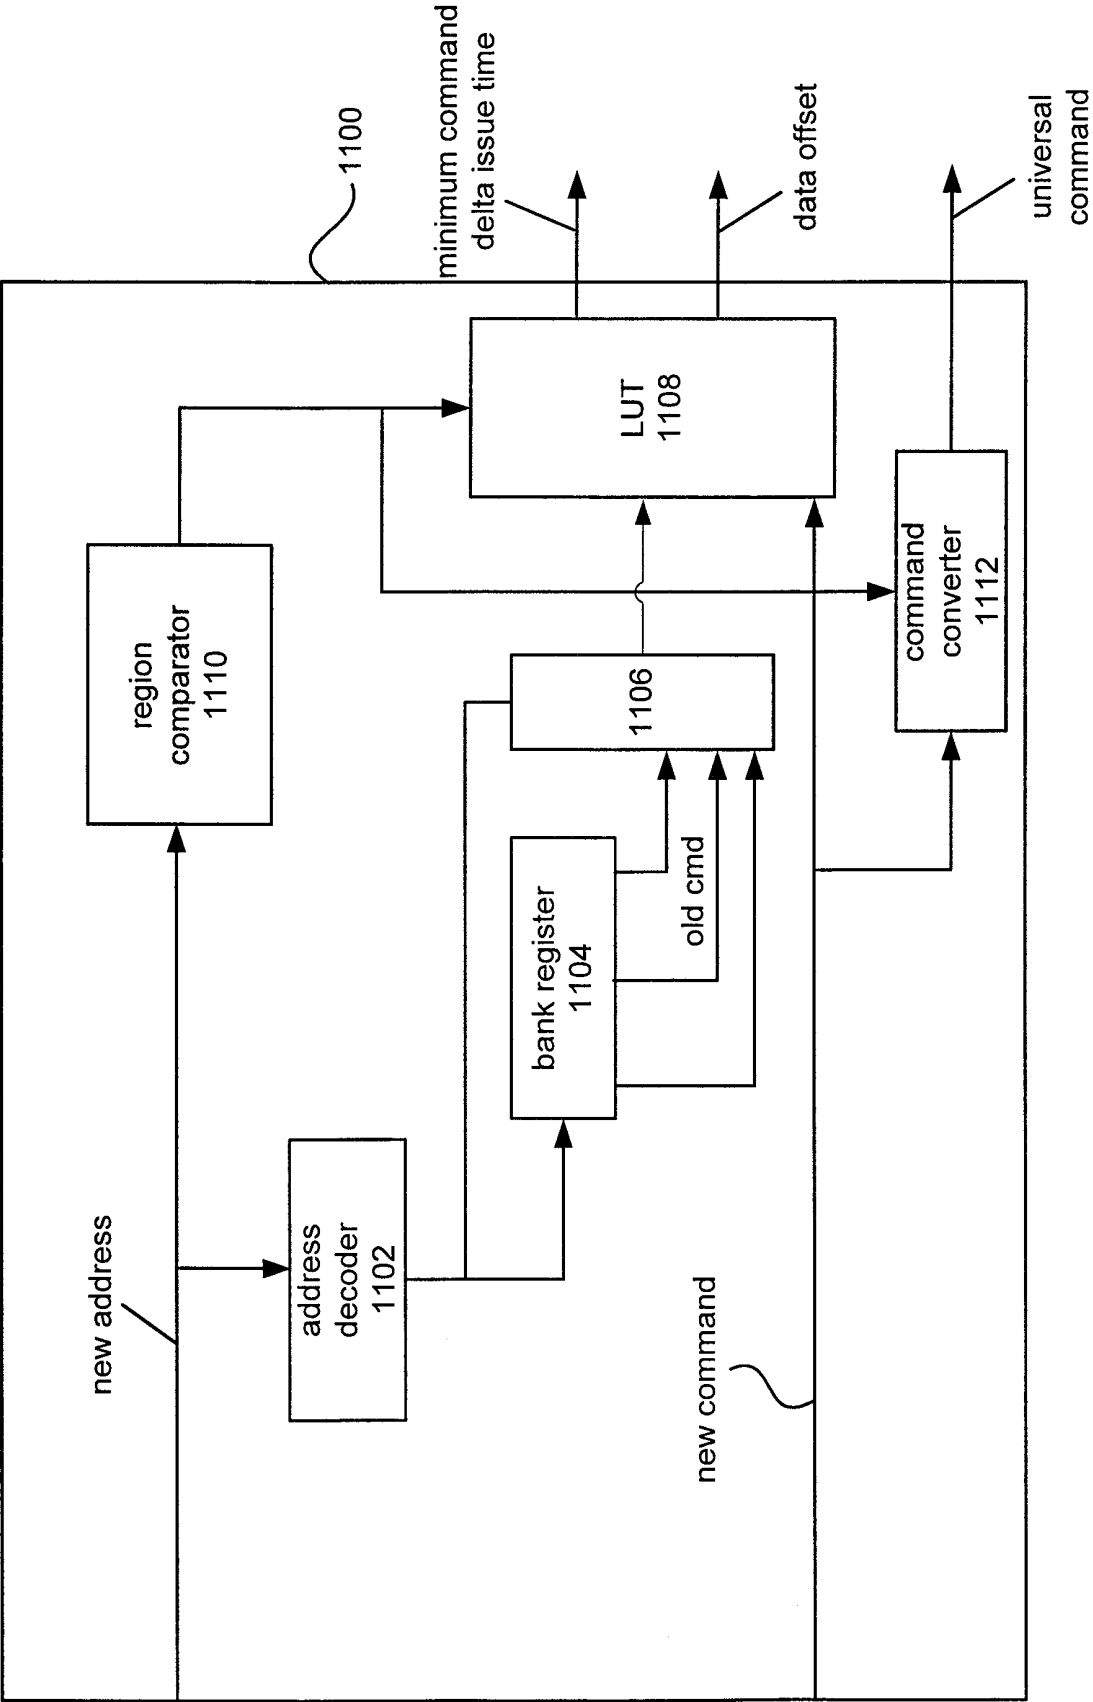 new address
region
comparator
1110
1100
minimum command
delta issue time
address
decoder
1102
bank register
1104
old cmd
1106
LUT
1108
data offset
new command
command
converter
1112
universal
command